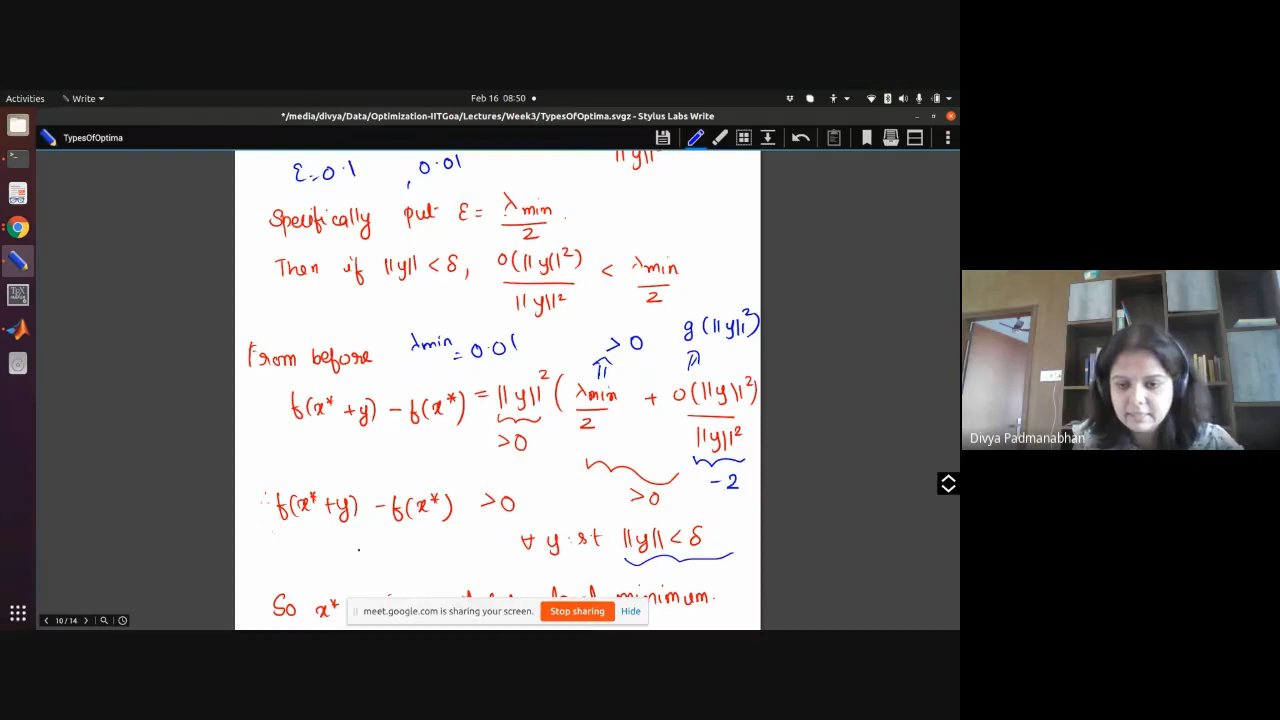 Activities Write Feb 16 08:50
*/media/divya/Data/Optimization-IITGoa/Lectures/Week3/TypesOfOptima.svgz - Stylus Labs Write
TypesOfOptima
ε=0.1 , 0.01 ||y||²
Specifically put ε = λmin/2.
Then if ||y|| < δ, o(||y||²)/||y||² < λmin/2
From before λmin = 0.01 > 0 g(||y||²)
f(x* + y) - f(x*) = ||y||² ( λmin/2 + o(||y||²)/||y||²
>0
-2
>0
∴ f(x* + y) - f(x*) > 0
∀ y st ||y|| < δ
So x* local minimum.
meet.google.com is sharing your screen. Stop sharing Hide
10/14
Divya Padmanabhan